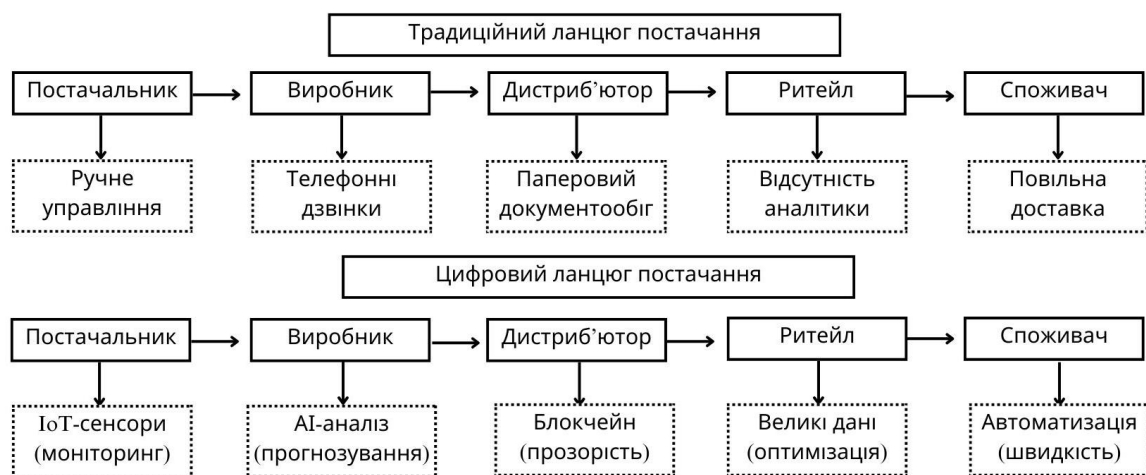 Традиційний ланцюг постачання
Постачальник
Виробник
Дистриб’ютор
Ритейл
Споживач
Ручне
управління
Телефонні
дзвінки
Паперовий
документообіг
Відсутність
аналітики
Повільна
доставка
Цифровий ланцюг постачання
Постачальник
Виробник
Дистриб’ютор
Ритейл
Споживач
IoT-сенсори
(моніторинг)
AI-аналіз
(прогнозування)
Блокчейн
(прозорість)
Великі дані
(оптимізація)
Автоматизація
(швидкість)